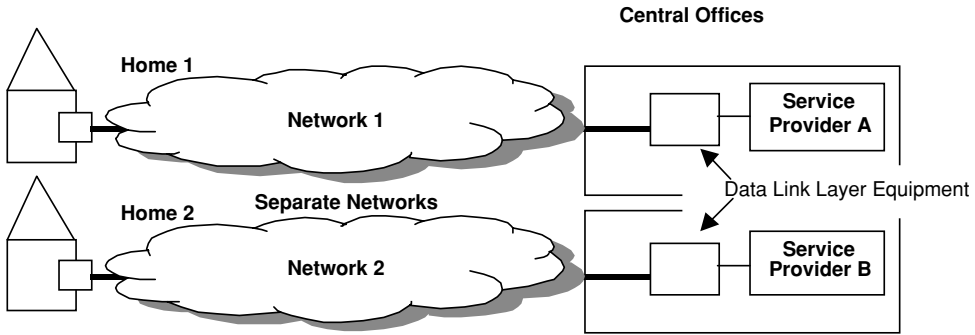 Central Offices
Home 1
Network 1
Service
Provider A
Data Link Layer Equipment
Separate Networks
Home 2
Network 2
Service
Provider B